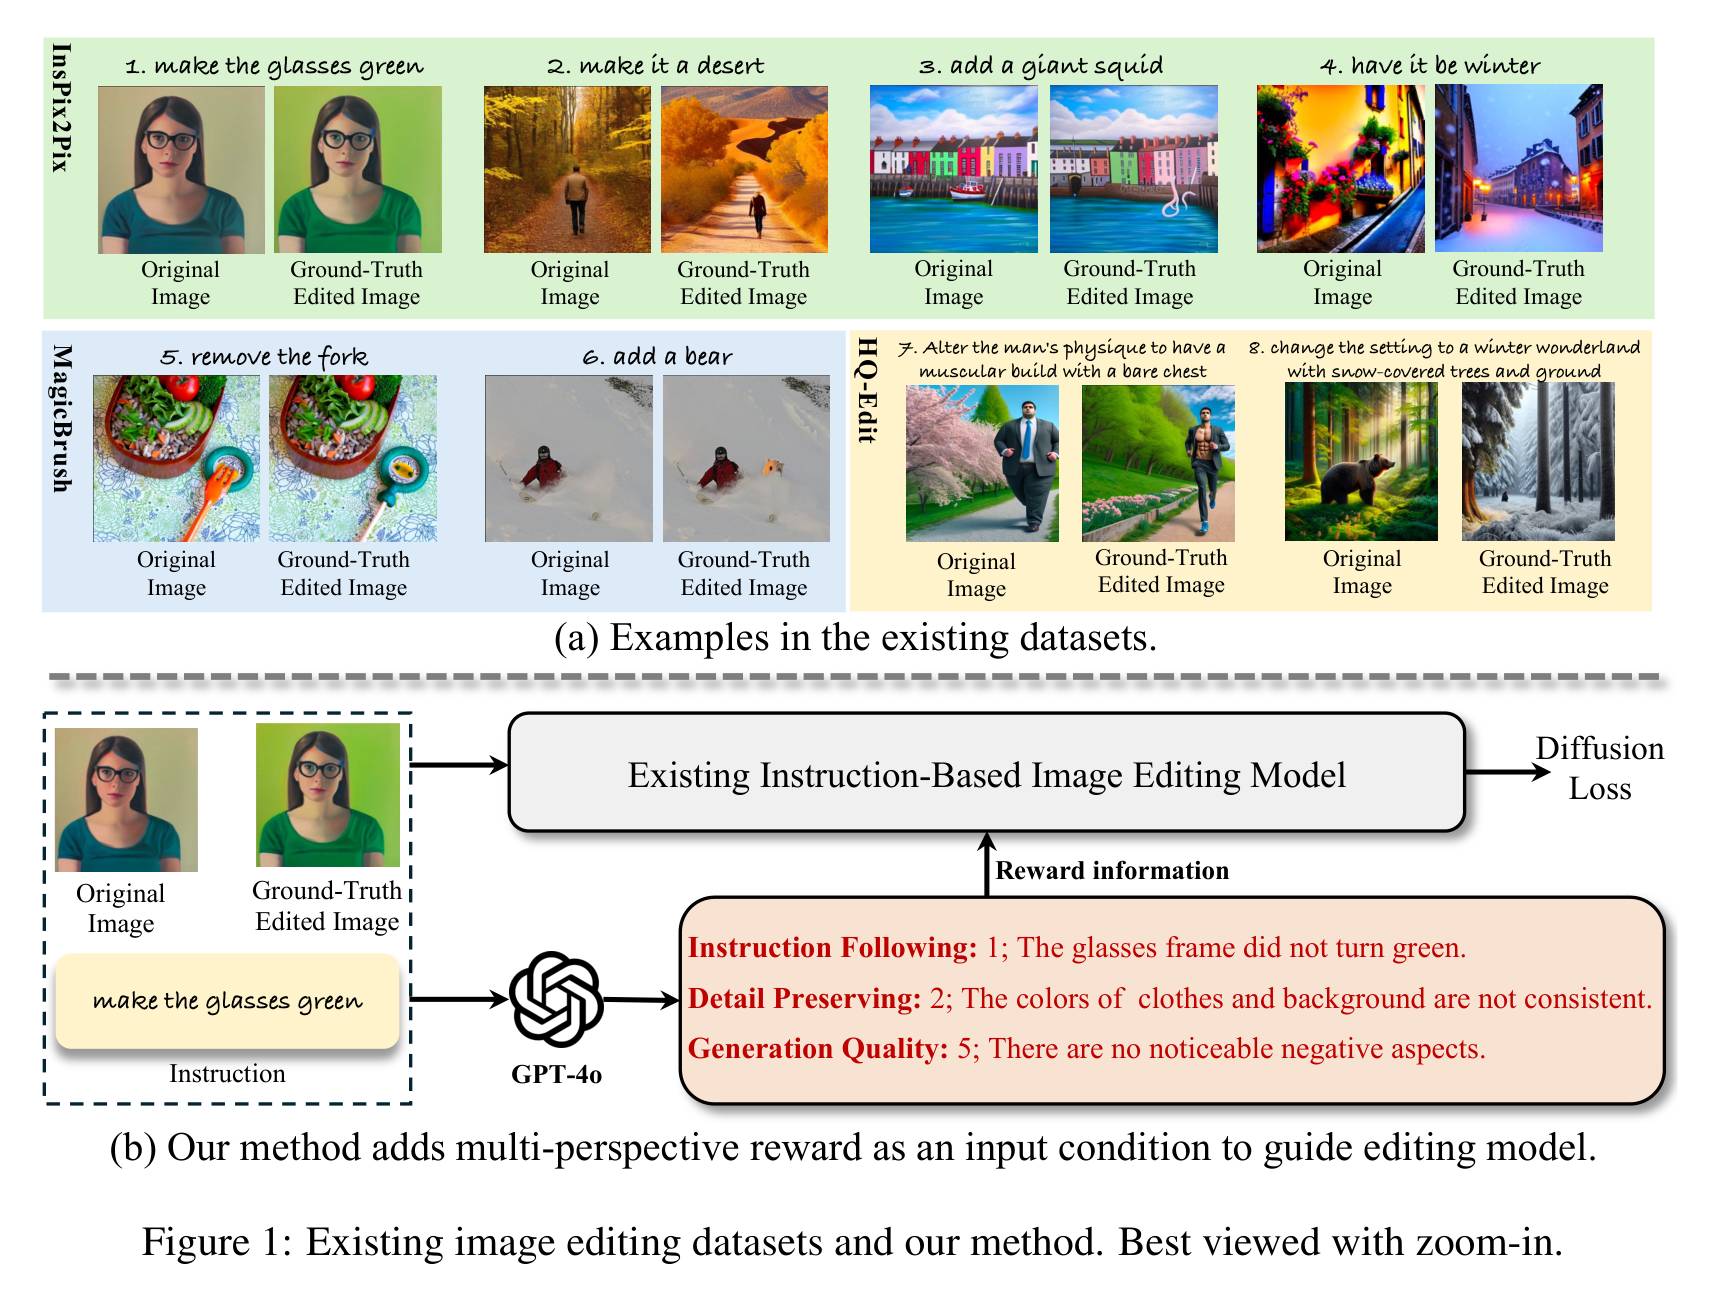 InsPix2Pix
1. make the glasses green
2. make it a desert
3. add a giant squid
4. have it be winter
Original
Image
Ground-Truth
Edited Image
Original
Image
Ground-Truth
Edited Image
Original
Image
Ground-Truth
Edited Image
Original
Image
Ground-Truth
Edited Image
MagicBrush
5. remove the fork
6. add a bear
Original
Image
Ground-Truth
Edited Image
Original
Image
Ground-Truth
Edited Image
HQ-Edit
7. Alter the man's physique to have a
muscular build with a bare chest
8. change the setting to a winter wonderland
with snow-covered trees and ground
Original
Image
Ground-Truth
Edited Image
Original
Image
Ground-Truth
Edited Image
(a) Examples in the existing datasets.
Original
Image
Ground-Truth
Edited Image
make the glasses green
Instruction
Existing Instruction-Based Image Editing Model
Diffusion
Loss
Reward information
GPT-4o
Instruction Following: 1; The glasses frame did not turn green.
Detail Preserving: 2; The colors of clothes and background are not consistent.
Generation Quality: 5; There are no noticeable negative aspects.
(b) Our method adds multi-perspective reward as an input condition to guide editing model.
Figure 1: Existing image editing datasets and our method. Best viewed with zoom-in.